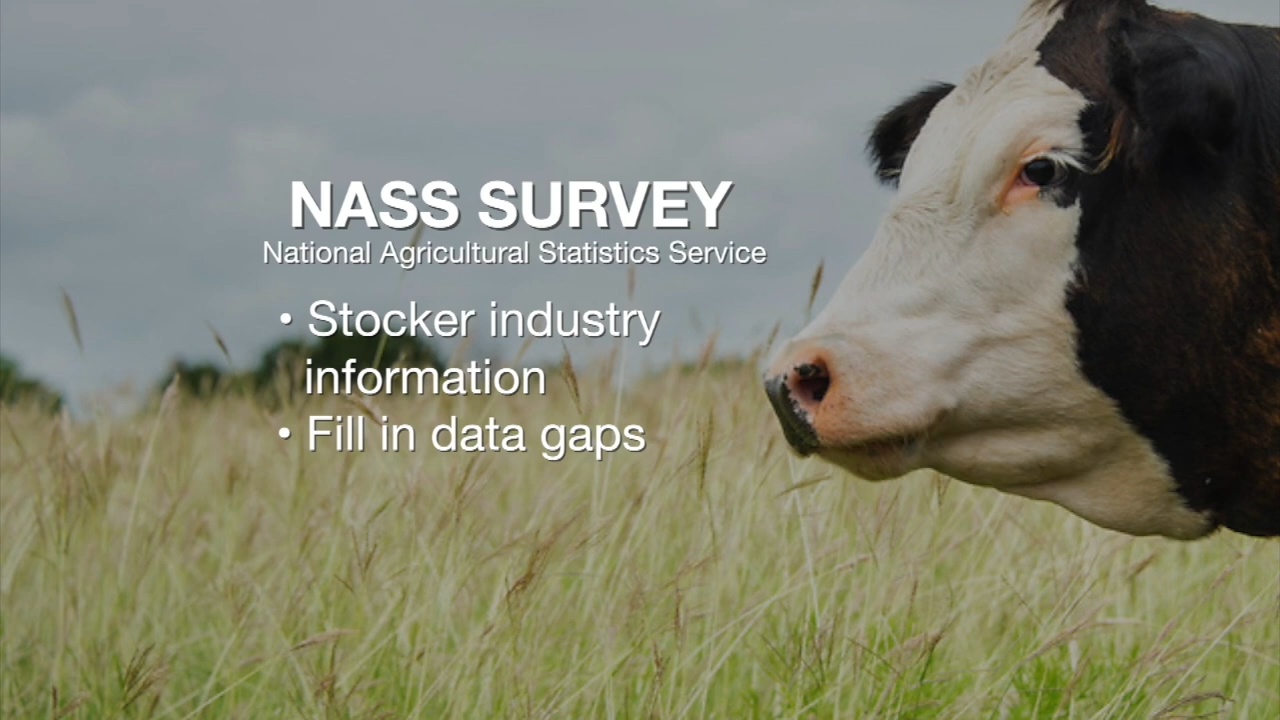 NASS SURVEY
National Agricultural Statistics Service
• Stocker industry
information
• Fill in data gaps